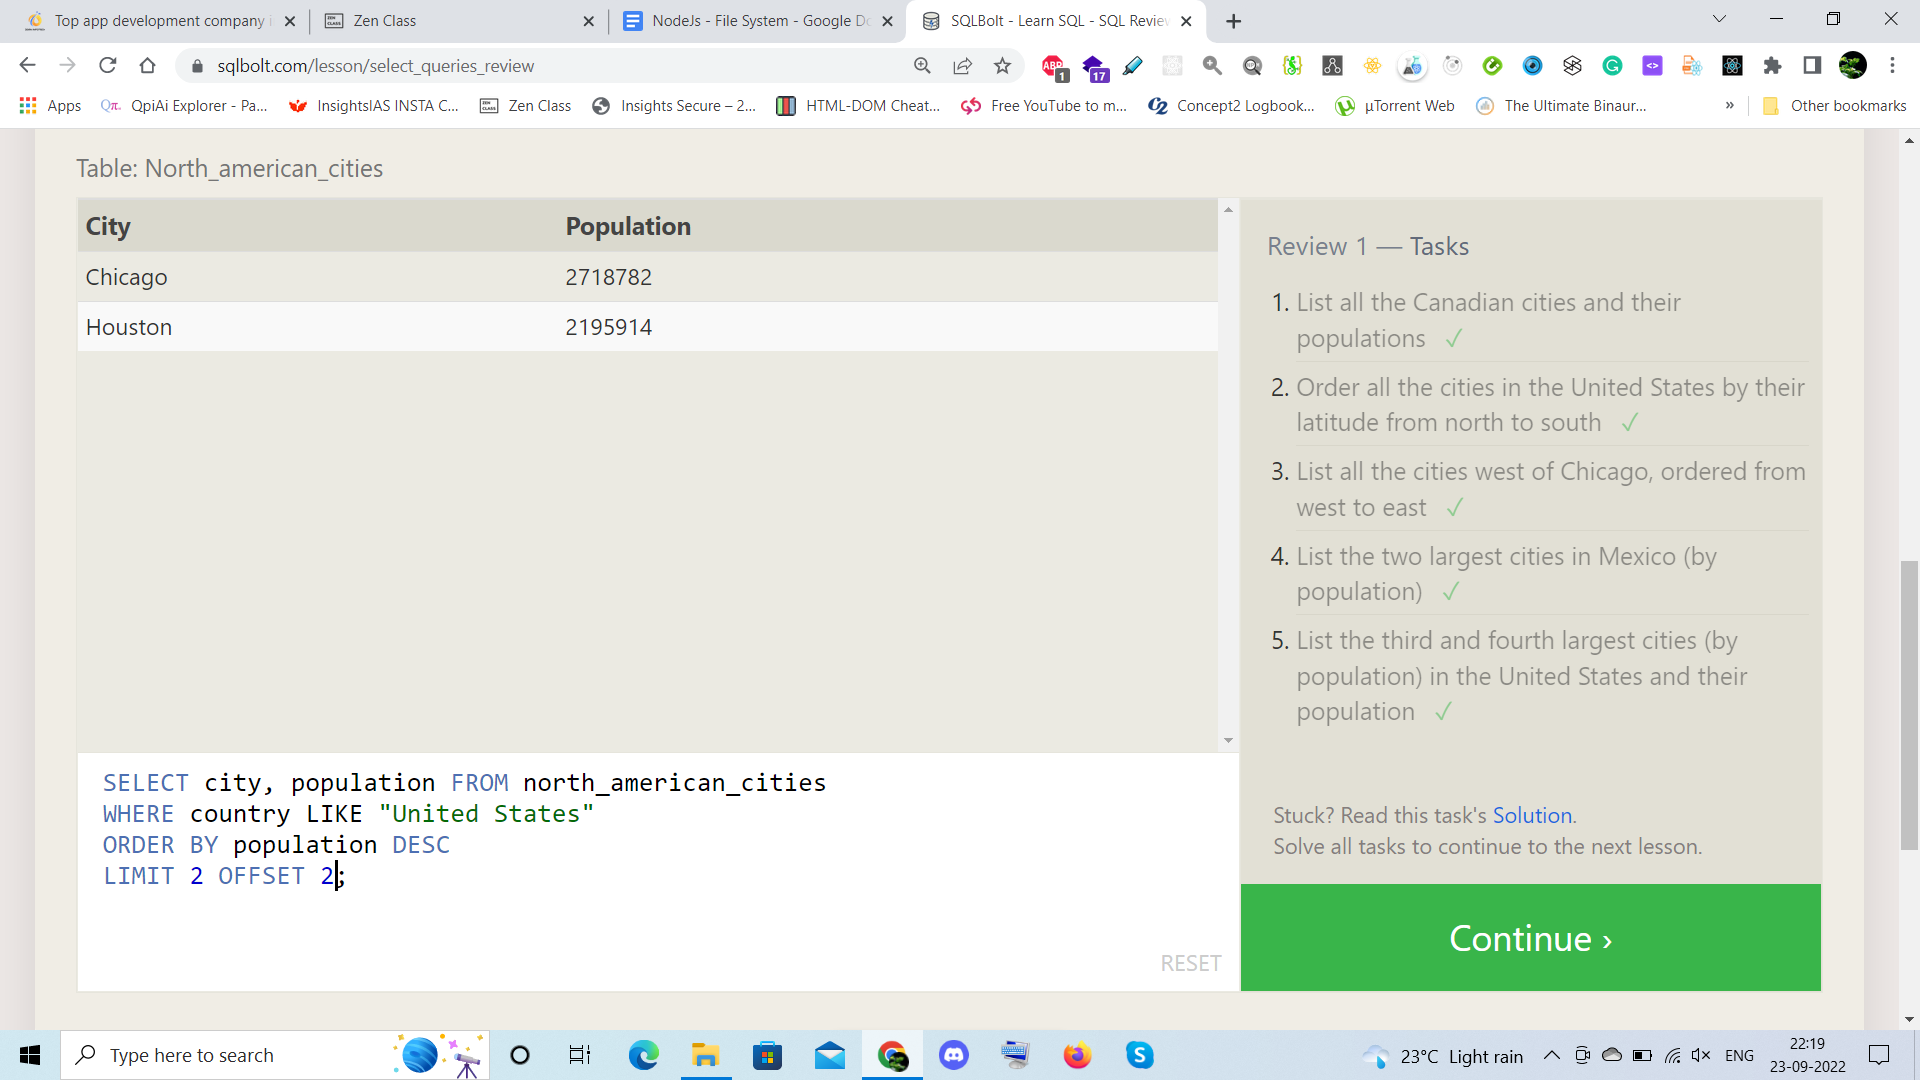 Top app development company i
Zen Class
NodeJs - File System - Google Do
SQLBolt - Learn SQL - SQL Review
sqlbolt.com/lesson/select_queries_review
ABP
1
17
Apps
QpiAi Explorer - Pa...
InsightsIAS INSTA C...
Zen Class
Insights Secure – 2...
HTML-DOM Cheat...
Free YouTube to m...
Concept2 Logbook...
µTorrent Web
The Ultimate Binaur...
»
Other bookmarks
Table: North_american_cities
City Population
Chicago 2718782
Houston 2195914
Review 1 — Tasks
1. List all the Canadian cities and their
populations ✓
2. Order all the cities in the United States by their
latitude from north to south ✓
3. List all the cities west of Chicago, ordered from
west to east ✓
4. List the two largest cities in Mexico (by
population) ✓
5. List the third and fourth largest cities (by
population) in the United States and their
population ✓
SELECT city, population FROM north_american_cities
WHERE country LIKE "United States"
ORDER BY population DESC
LIMIT 2 OFFSET 2;
RESET
Stuck? Read this task's Solution.
Solve all tasks to continue to the next lesson.
Continue ›
Type here to search
23°C Light rain
ENG
22:19
23-09-2022